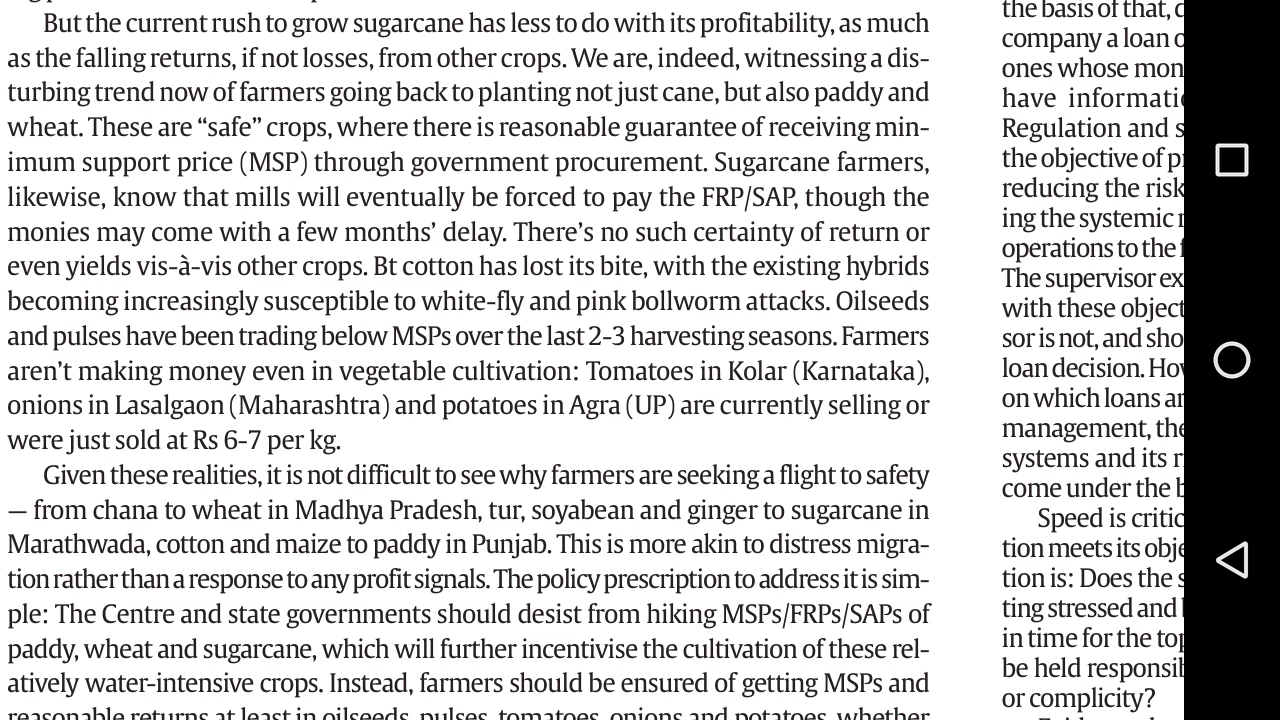 But the current rush to grow sugarcane has less to do with its profitability, as much
as the falling returns, if not losses, from other crops. We are, indeed, witnessing a dis-
turbing trend now of farmers going back to planting not just cane, but also paddy and
wheat. These are “safe” crops, where there is reasonable guarantee of receiving min-
imum support price (MSP) through government procurement. Sugarcane farmers,
likewise, know that mills will eventually be forced to pay the FRP/SAP, though the
monies may come with a few months’ delay. There’s no such certainty of return or
even yields vis-à-vis other crops. Bt cotton has lost its bite, with the existing hybrids
becoming increasingly susceptible to white-fly and pink bollworm attacks. Oilseeds
and pulses have been trading below MSPs over the last 2-3 harvesting seasons. Farmers
aren’t making money even in vegetable cultivation: Tomatoes in Kolar (Karnataka),
onions in Lasalgaon (Maharashtra) and potatoes in Agra (UP) are currently selling or
were just sold at Rs 6-7 per kg.
Given these realities, it is not difficult to see why farmers are seeking a flight to safety
— from chana to wheat in Madhya Pradesh, tur, soyabean and ginger to sugarcane in
Marathwada, cotton and maize to paddy in Punjab. This is more akin to distress migra-
tion rather than a response to any profit signals. The policy prescription to address it is sim-
ple: The Centre and state governments should desist from hiking MSPs/FRPs/SAPs of
paddy, wheat and sugarcane, which will further incentivise the cultivation of these rel-
atively water-intensive crops. Instead, farmers should be ensured of getting MSPs and
reasonable returns at least in oilseeds, pulses, tomatoes, onions and potatoes, whether
the basis of that,
company a loan
ones whose
have
Regulation and
the objective of
reducing the risk
ing the systemic
operations to the
The supervisor
with these
sor is not, and
loan decision.
on which loans
management,
systems and its
come under the
Speed is
tion meets its
tion is: Does the
ting stressed and
in time for the
be held
or complicity?